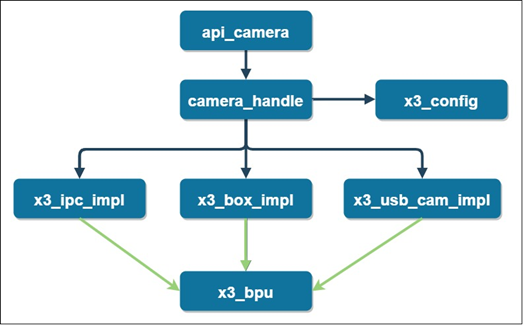 api_camera
camera_handle
x3_config
x3_ipc_impl
x3_box_impl
x3_usb_cam_impl
x3_bpu